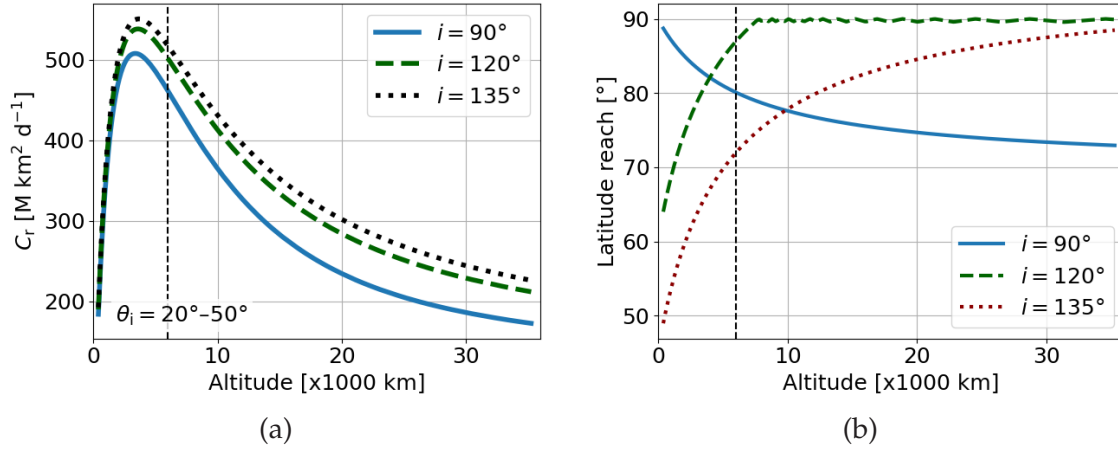 500
400
300
200
C_r [M km² d⁻¹]
i = 90°
i = 120°
i = 135°
θ_i = 20°–50°
0
10
20
30
Altitude [x1000 km]
(a)
90
80
70
60
50
Latitude reach [°]
i = 90°
i = 120°
i = 135°
0
10
20
30
Altitude [x1000 km]
(b)